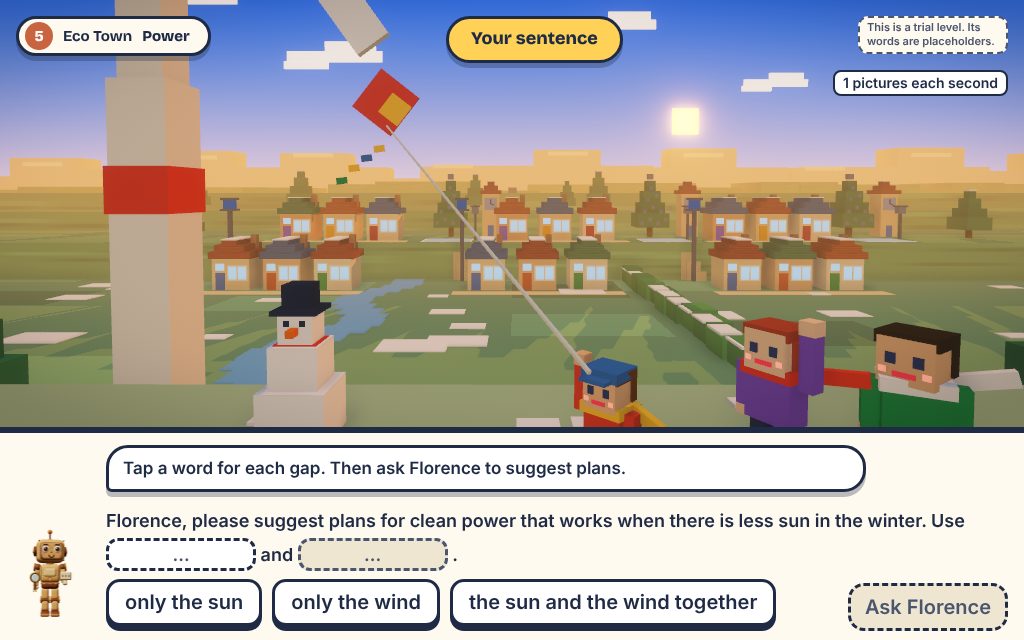 5 Eco Town Power
Your sentence
This is a trial level. Its
words are placeholders.
1 pictures each second
Tap a word for each gap. Then ask Florence to suggest plans.
Florence, please suggest plans for clean power that works when there is less sun in the winter. Use
... and ... .
only the sun
only the wind
the sun and the wind together
Ask Florence